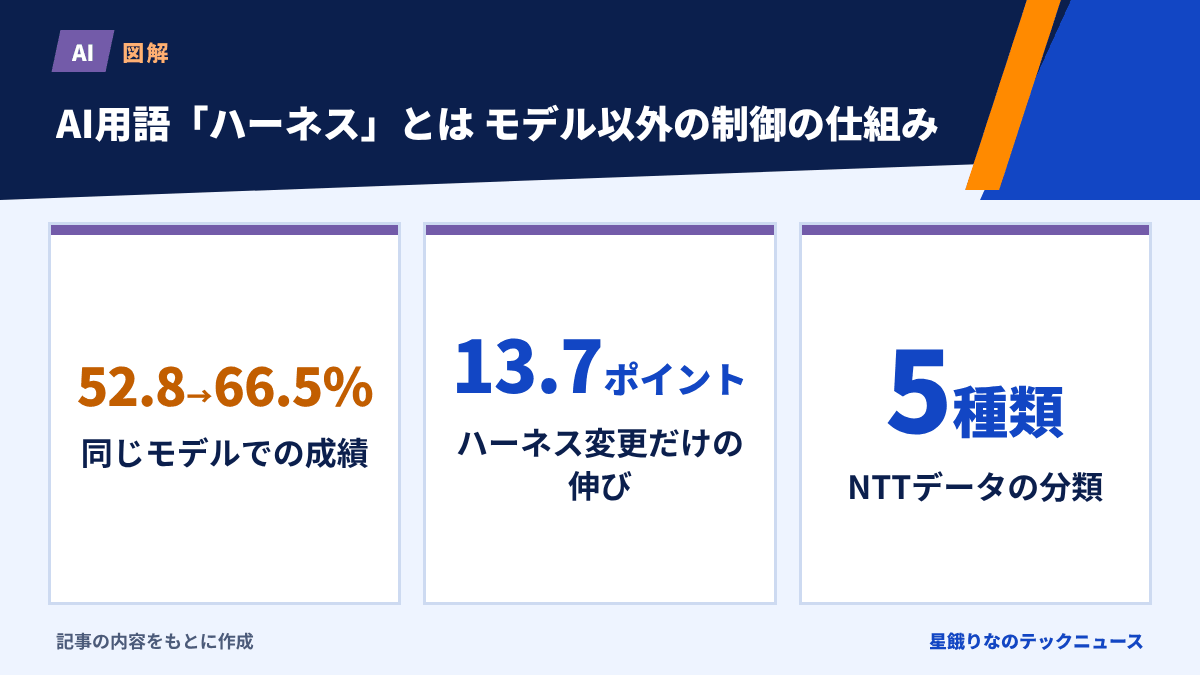 AI 図解
AI用語「ハーネス」とは モデル以外の制御の仕組み
52.8→66.5%
同じモデルでの成績
13.7ポイント
ハーネス変更だけの
伸び
5種類
NTTデータの分類
記事の内容をもとに作成
星餓りなのテックニュース